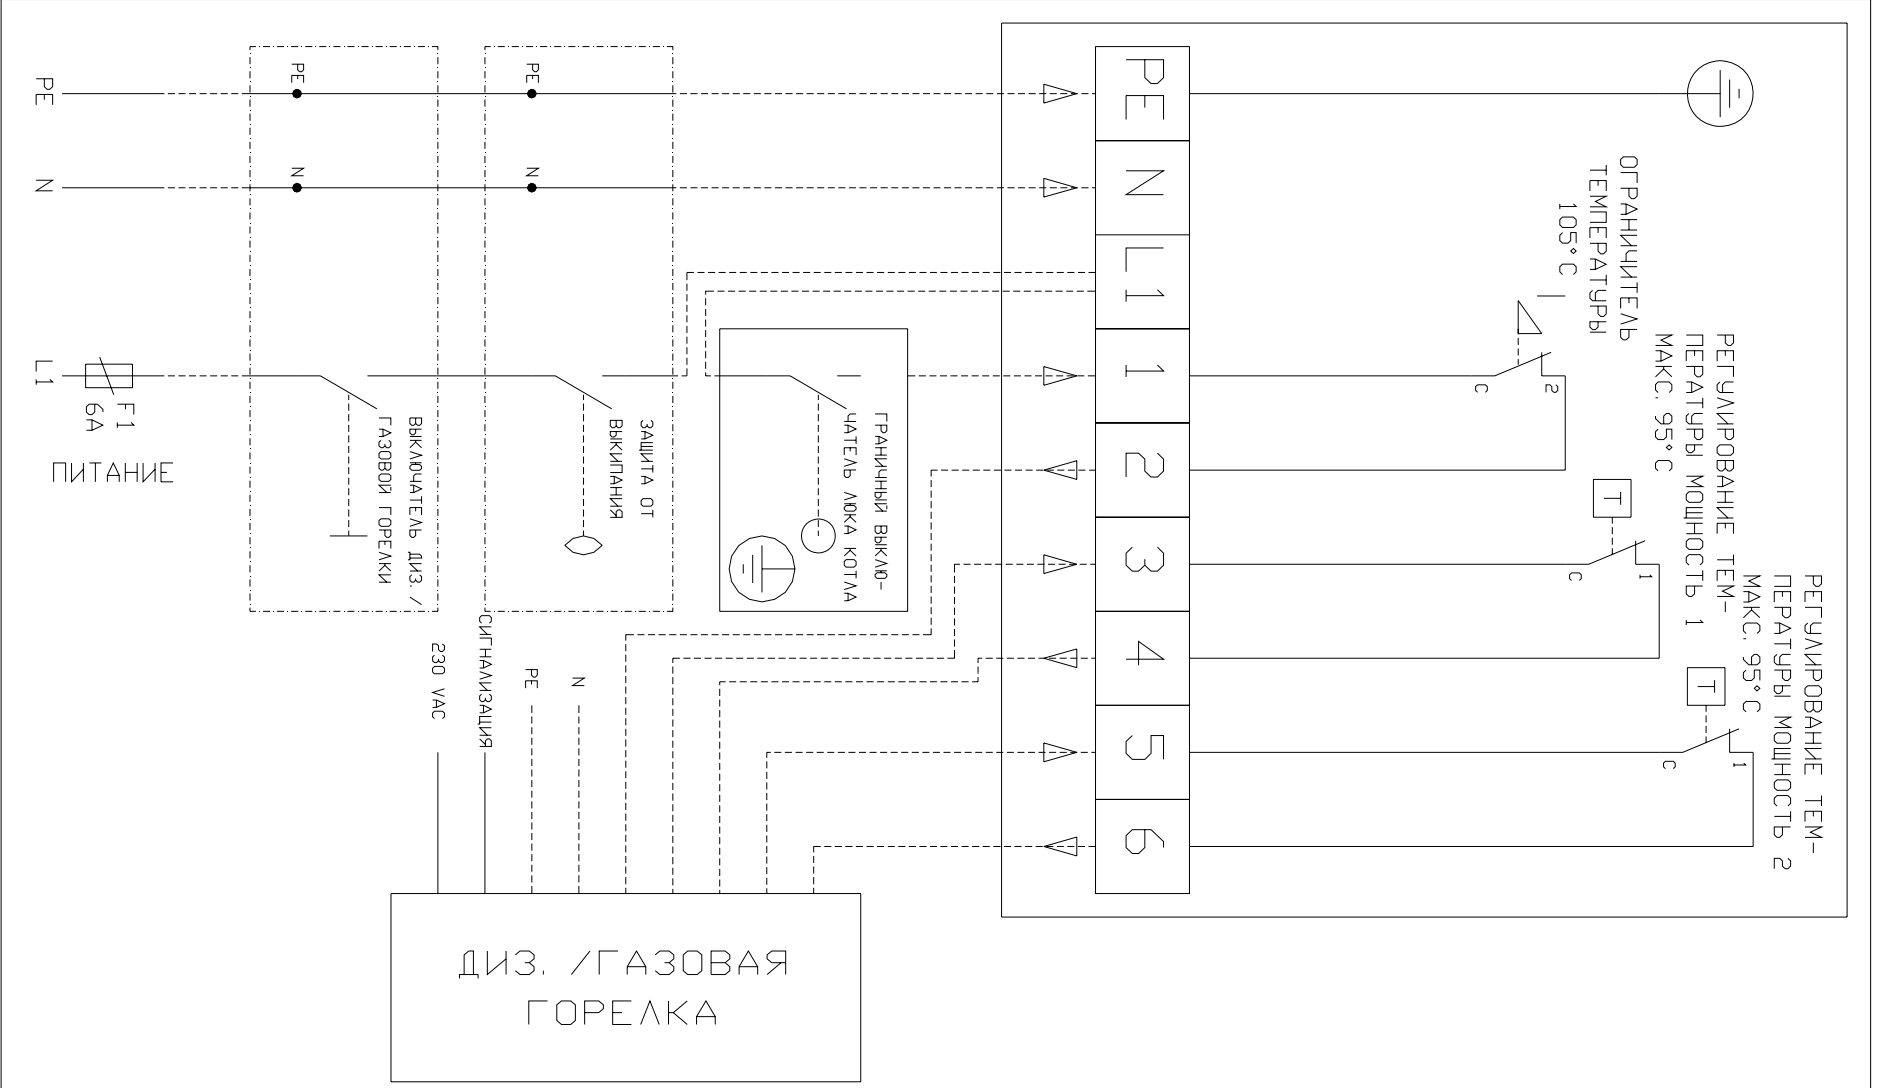 PE
N
L1
F1
6A
ПИТАНИЕ
PE
N
ВЫКЛЮЧАТЕЛЬ ДИЗ. /
ГАЗОВОЙ ГОРЕЛКИ
PE
N
ЗАЩИТА ОТ
ВЫКИПАНИЯ
ГРАНИЧНЫЙ ВЫКЛЮ-
ЧАТЕЛЬ ЛЮКА КОТЛА
230 VAC
СИГНАЛИЗАЦИЯ
PE
N
ДИЗ. /ГАЗОВАЯ
ГОРЕЛКА
PE
N
L1
1
2
3
4
5
6
ОГРАНИЧИТЕЛЬ
ТЕМПЕРАТУРЫ
105°C
C
2
РЕГУЛИРОВАНИЕ ТЕМ-
ПЕРАТУРЫ МОЩНОСТЬ 1
МАКС. 95°C
T
C
1
РЕГУЛИРОВАНИЕ ТЕМ-
ПЕРАТУРЫ МОЩНОСТЬ 2
МАКС. 95°C
T
C
1